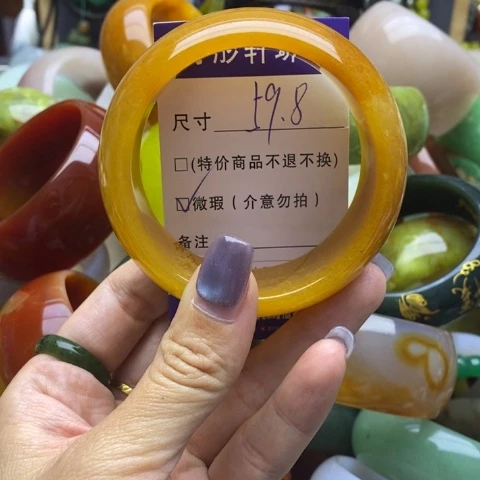 尺寸 59.8
□(特价商品不退不换)
☑微瑕(介意勿拍)
备注